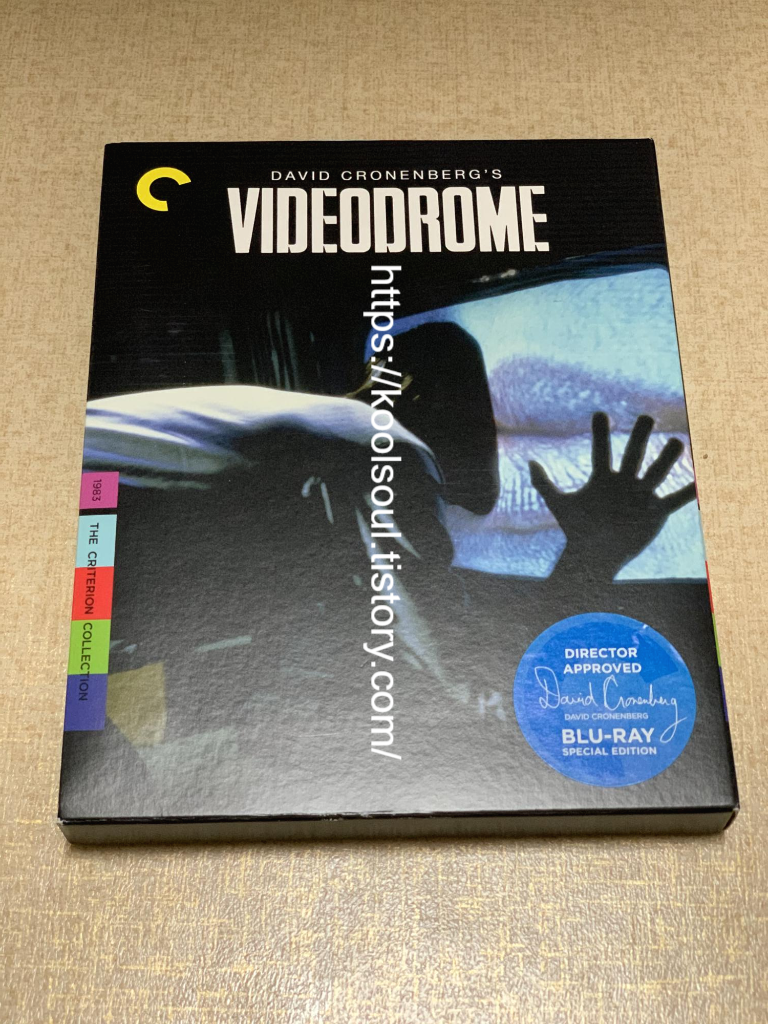 DAVID CRONENBERG'S
VIDEODROME
https://koolsoul.tistory.com/
1983
THE CRITERION COLLECTION
DIRECTOR
APPROVED
David Cronenberg
DAVID CRONENBERG
BLU-RAY
SPECIAL EDITION